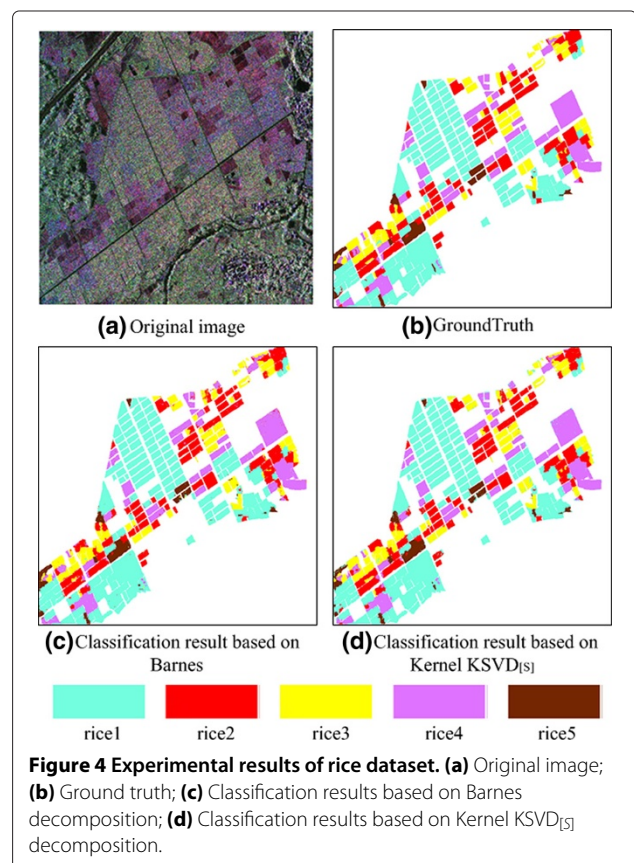 (a) Original image
(b) GroundTruth
(c) Classification result based on
Barnes
(d) Classification result based on
Kernel KSVD[S]
rice1 rice2 rice3 rice4 rice5
Figure 4 Experimental results of rice dataset. (a) Original image;
(b) Ground truth; (c) Classification results based on Barnes
decomposition; (d) Classification results based on Kernel KSVD[S]
decomposition.